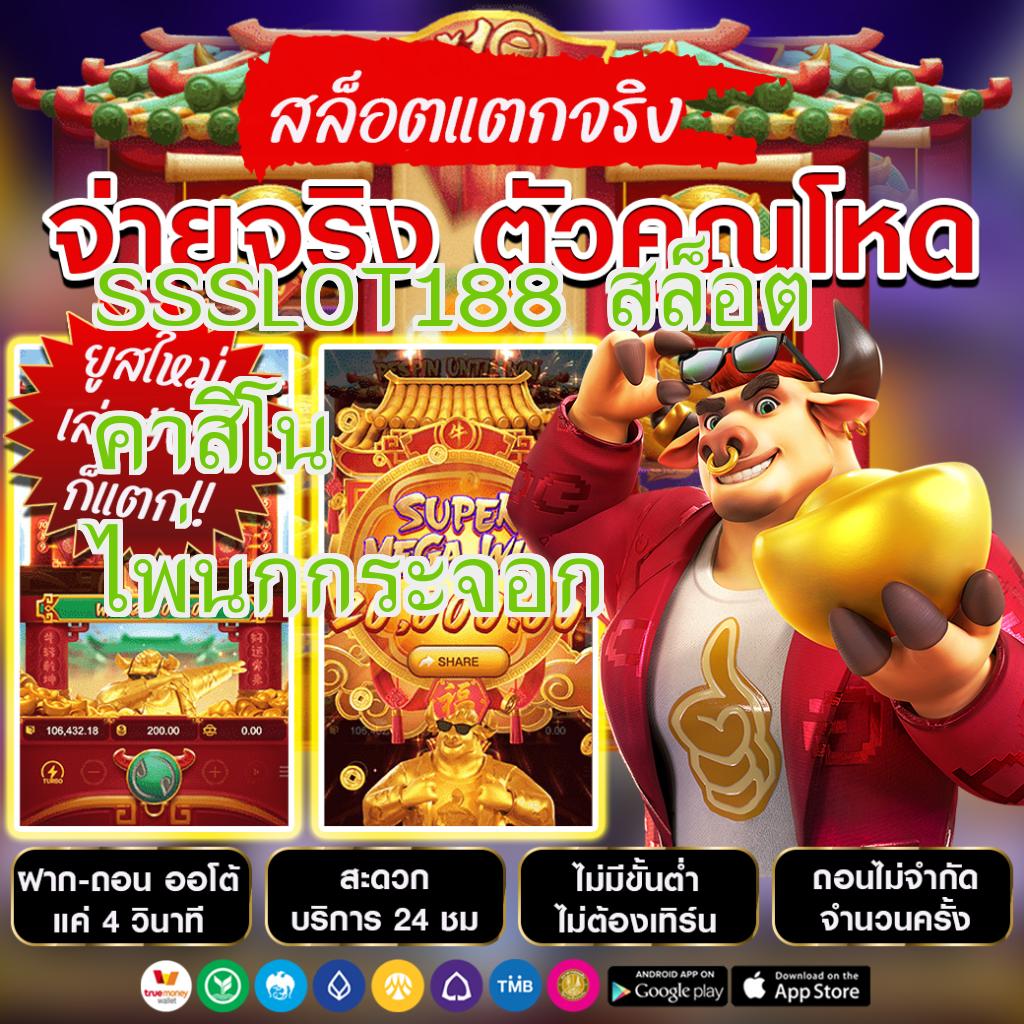 สล็อตแตกจริง
จ่ายจริง ตัวคูณโหด
SSSLOT188 สล็อต
ยูสใหม่
คาสิโน
ก็แตก!!
SUPER
MEGA WIN
ไพ่นกกระจอก
SHARE
106,432.18 200.00 0.00
TURBO
ฝาก-ถอน ออโต้
แค่ 4 วินาที
สะดวก
บริการ 24 ชม
ไม่มีขั้นต่ำ
ไม่ต้องเทิร์น
ถอนไม่จำกัด
จำนวนครั้ง
truemoney
wallet
TMB
ANDROID APP ON
Google play
Download on the
App Store